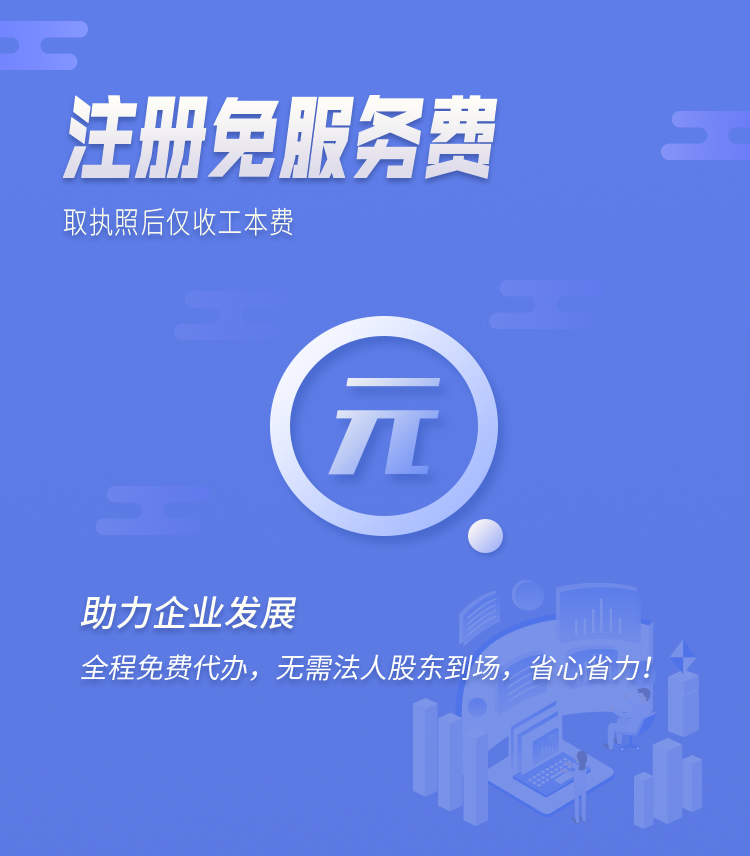 注册免服务费
取执照后仅收工本费
元
助力企业发展
全程免费代办，无需法人股东到场，省心省力！